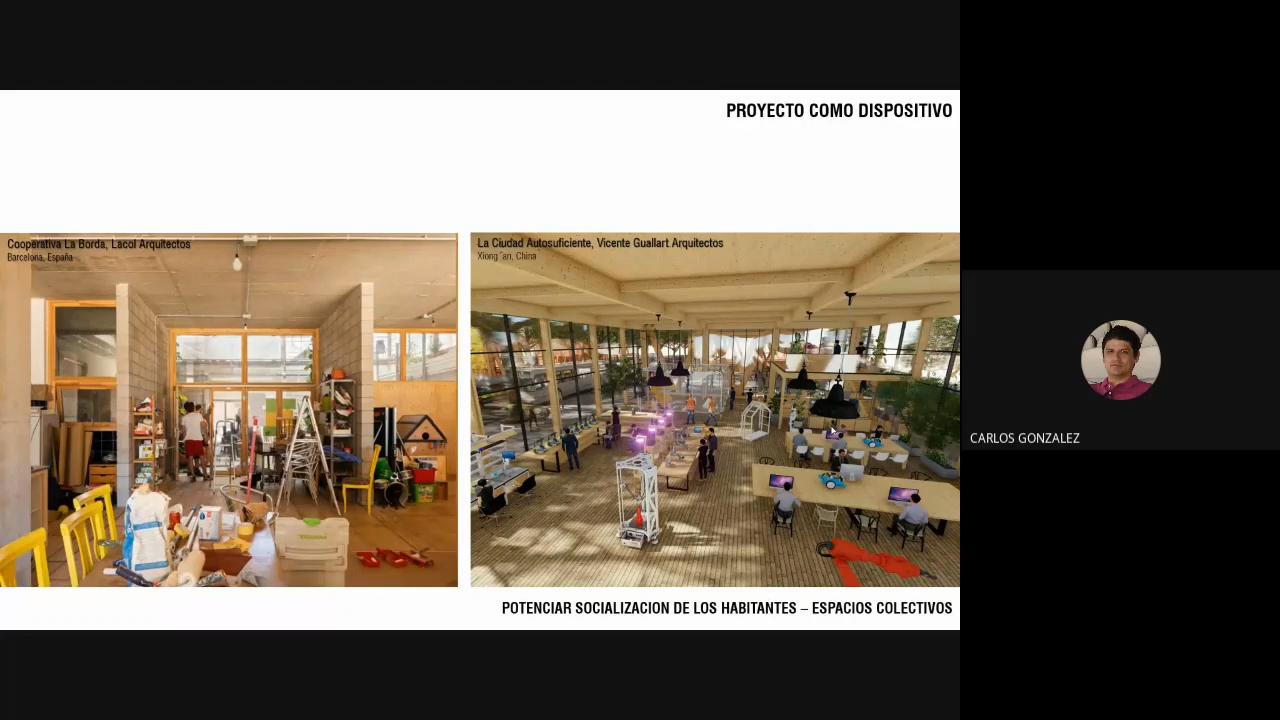 PROYECTO COMO DISPOSITIVO
Cooperativa La Borda, Lacol Arquitectos
Barcelona, España
La Ciudad Autosuficiente, Vicente Guallart Arquitectos
Xiong´an, China
CARLOS GONZALEZ
POTENCIAR SOCIALIZACION DE LOS HABITANTES – ESPACIOS COLECTIVOS